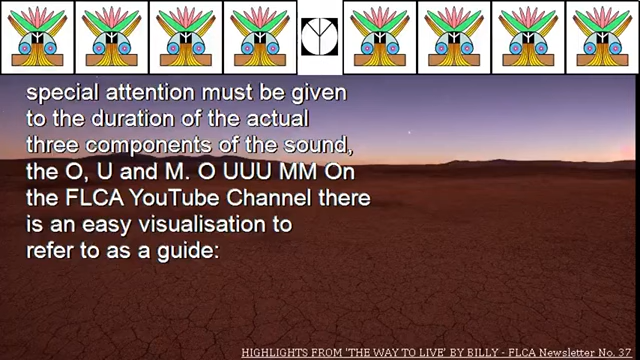 special attention must be given
to the duration of the actual
three components of the sound,
the O, U and M. O UUU MM On
the FLCA YouTube Channel there
is an easy visualisation to
refer to as a guide:
HIGHLIGHTS FROM 'THE WAY TO LIVE' BY BILLY - FLCA Newsletter No. 37